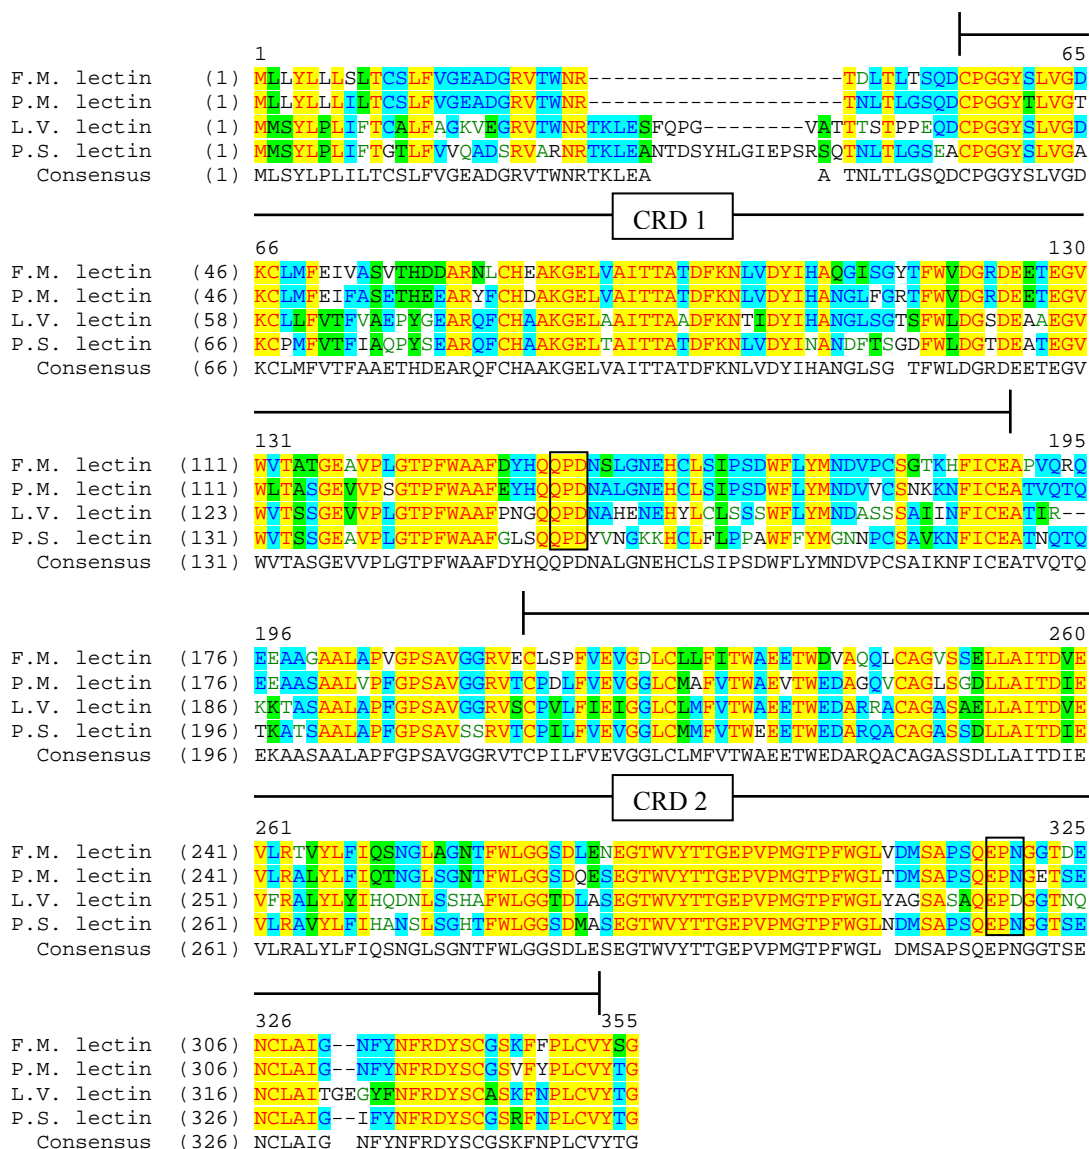 1 65
F.M. lectin (1) MLLYLLLSLTCSLFVGEADGRVTWNR--------------------TDLTLTSQDCPGGYSLVGD
P.M. lectin (1) MLLYLLLILTCSLFVGEADGRVTWNR--------------------TNLTLGSQDCPGGYTLVGT
L.V. lectin (1) MMSYLPLIFTCALFAGKVEGRVTWNRTKLESFQPG--------VATTTSTPPEQDCPGGYSLVGD
P.S. lectin (1) MMSYLPLIFTGTLFVVQADSRVARNRTKLEANTDSYHLGIEPSRSQTNLTLGSEACPGGYSLVGA
Consensus (1) MLSYLPLILTCSLFVGEADGRVTWNRTKLEA             A TNLTLGSQDCPGGYSLVGD
CRD 1
66 130
F.M. lectin (46) KCLMFEIVASVTHDDARNLCHEAKGELVAITTATDFKNLVDYIHAQGISGYTFWVDGRDEETEGV
P.M. lectin (46) KCLMFEIFASETHEEARYFCHDAKGELVAITTATDFKNLVDYIHANGLFGRTFWVDGRDEETEGV
L.V. lectin (58) KCLLFVTFVAEPYGEARQFCHAAKGELAAITTAADFKNTIDYIHANGLSGTSFWLDGSDEAAEGV
P.S. lectin (66) KCPMFVTFIAQPYSEARQFCHAAKGELTAITTATDFKNLVDYINANDFTSGDFWLDGTDEATEGV
Consensus (66) KCLMFVTFAAETHDEARQFCHAAKGELVAITTATDFKNLVDYIHANGLSG TFWLDGRDEETEGV
131 195
F.M. lectin (111) WVTATGEAVPLGTPFWAAFDYHQQPDNSLGNEHCLSIPSDWFLYMNDVPCSGTKHFICEAPVQRQ
P.M. lectin (111) WLTASGEVVPSGTPFWAAFEYHQQPDNALGNEHCLSIPSDWFLYMNDVVCSNKKNFICEATVQTQ
L.V. lectin (123) WVTSSGEVVPLGTPFWAAFPNGQQPDNAHENEHYLCLSSSWFLYMNDASSSAIINFICEATIR--
P.S. lectin (131) WVTSSGEAVPLGTPFWAAFGLSQQPDYVNGKKHCLFLPPAWFFYMGNNPCSAVKNFICEATNQTQ
Consensus (131) WVTASGEVVPLGTPFWAAFDYHQQPDNALGNEHCLSIPSDWFLYMNDVPCSAIKNFICEATVQTQ
196 260
F.M. lectin (176) EEAAGAALAPVGPSAVGGRVECLSPFVEVGDLCLLFITWAEETWDVAQQLCAGVSSELLAITDVE
P.M. lectin (176) EEAASAALVPFGPSAVGGRVTCPDLFVEVGGLCMAFVTWAEVTWEDAGQVCAGLSGDLLAITDIE
L.V. lectin (186) KKTASAALAPFGPSAVGGRVSCPVLFIEIGGLCLMFVTWAEETWEDARRACAGASAELLAITDVE
P.S. lectin (196) TKATSAALAPFGPSAVSSRVTCPILFVEVGGLCMMFVTWEEETWEDARQACAGASSDLLAITDIE
Consensus (196) EKAASAALAPFGPSAVGGRVTCPILFVEVGGLCLMFVTWAEETWEDARQACAGASSDLLAITDIE
CRD 2
261 325
F.M. lectin (241) VLRTVYLFIQSNGLAGNTFWLGGSDLENEGTWVYTTGEPVPMGTPFWGLVDMSAPSQEPNGGTDE
P.M. lectin (241) VLRALYLFIQTNGLSGNTFWLGGSDQESEGTWVYTTGEPVPMGTPFWGLTDMSAPSQEPNGETSE
L.V. lectin (251) VFRALYLYIHQDNLSSHAFWLGGTDLASEGTWVYTTGEPVPMGTPFWGLYAGSASAQEPDGGTNQ
P.S. lectin (261) VLRAVYLFIHANSLSGHTFWLGGSDMASEGTWVYTTGEPVPMGTPFWGLNDMSAPSQEPNGGTSE
Consensus (261) VLRALYLFIQSNGLSGNTFWLGGSDLESEGTWVYTTGEPVPMGTPFWGL DMSAPSQEPNGGTSE
326 355
F.M. lectin (306) NCLAIG--NFYNFRDYSCGSKFFPLCVYSG
P.M. lectin (306) NCLAIG--NFYNFRDYSCGSVFYPLCVYTG
L.V. lectin (316) NCLAITGEGYFNFRDYSCASKFNPLCVYTG
P.S. lectin (326) NCLAIG--IFYNFRDYSCGSRFNPLCVYTG
Consensus (326) NCLAIG  NFYNFRDYSCGSKFNPLCVYTG